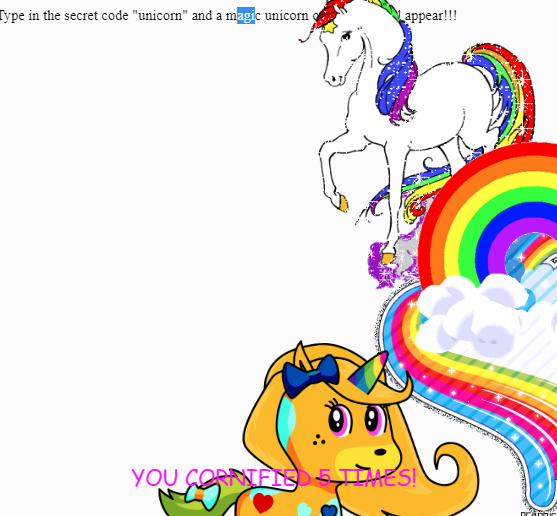 Type in the secret code "unicorn" and a magic unicorn appear!!!
YOU CORNIFIED 5 TIMES!